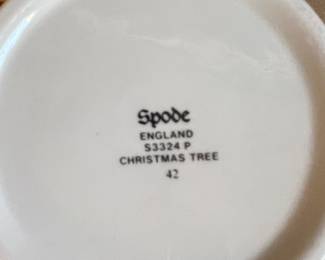 Spode
ENGLAND
S3324 P
CHRISTMAS TREE
42